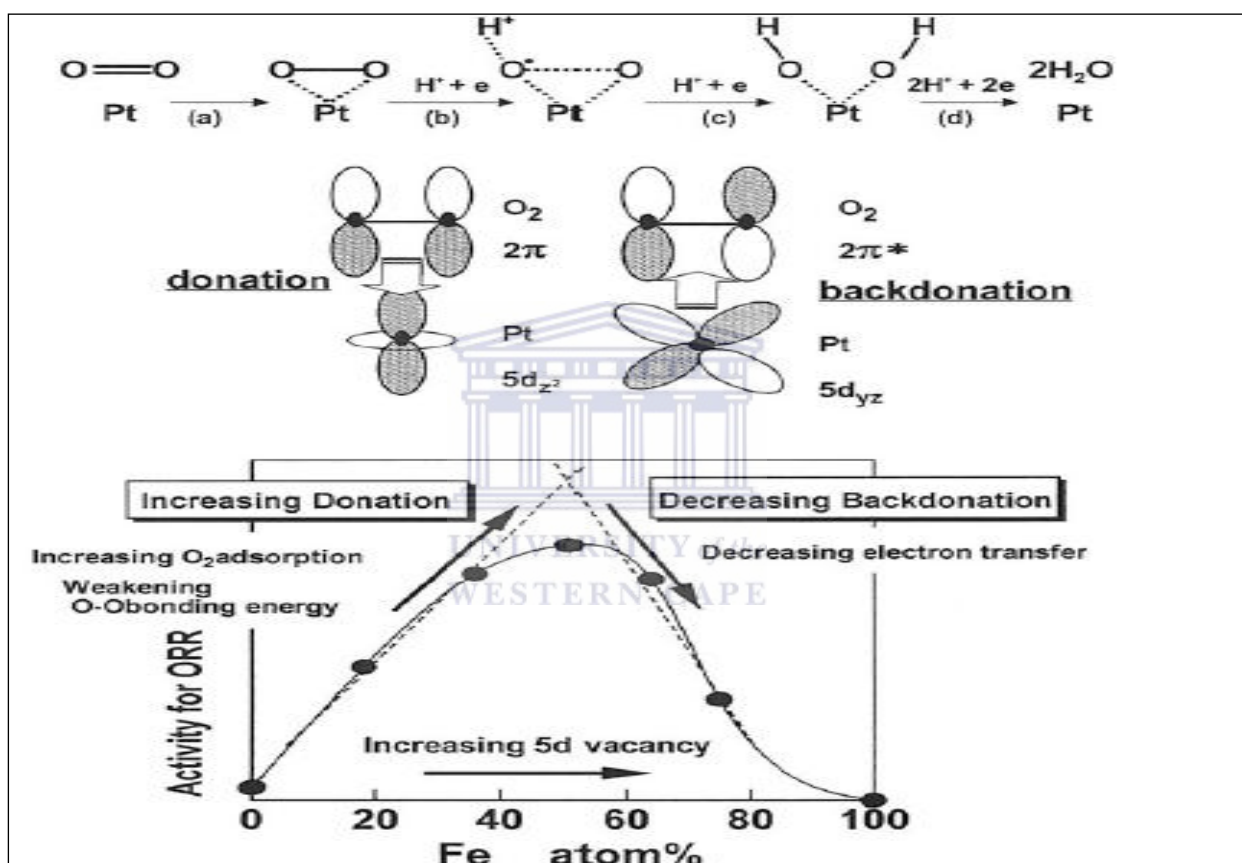 H⁺ H H
O=O O—O O* O O O 2H₂O
H⁺ + e H⁺ + e 2H⁺ + 2e
Pt (a) Pt (b) Pt (c) Pt (d) Pt
O₂ O₂
2π 2π*
donation backdonation
Pt Pt
5d_z² 5d_yz
Increasing Donation Decreasing Backdonation
Increasing O₂adsorption Decreasing electron transfer
Weakening
O-Obonding energy
UNIVERSITY of the
WESTERN CAPE
Activity for ORR
Increasing 5d vacancy
0 20 40 60 80 100
Fe atom%